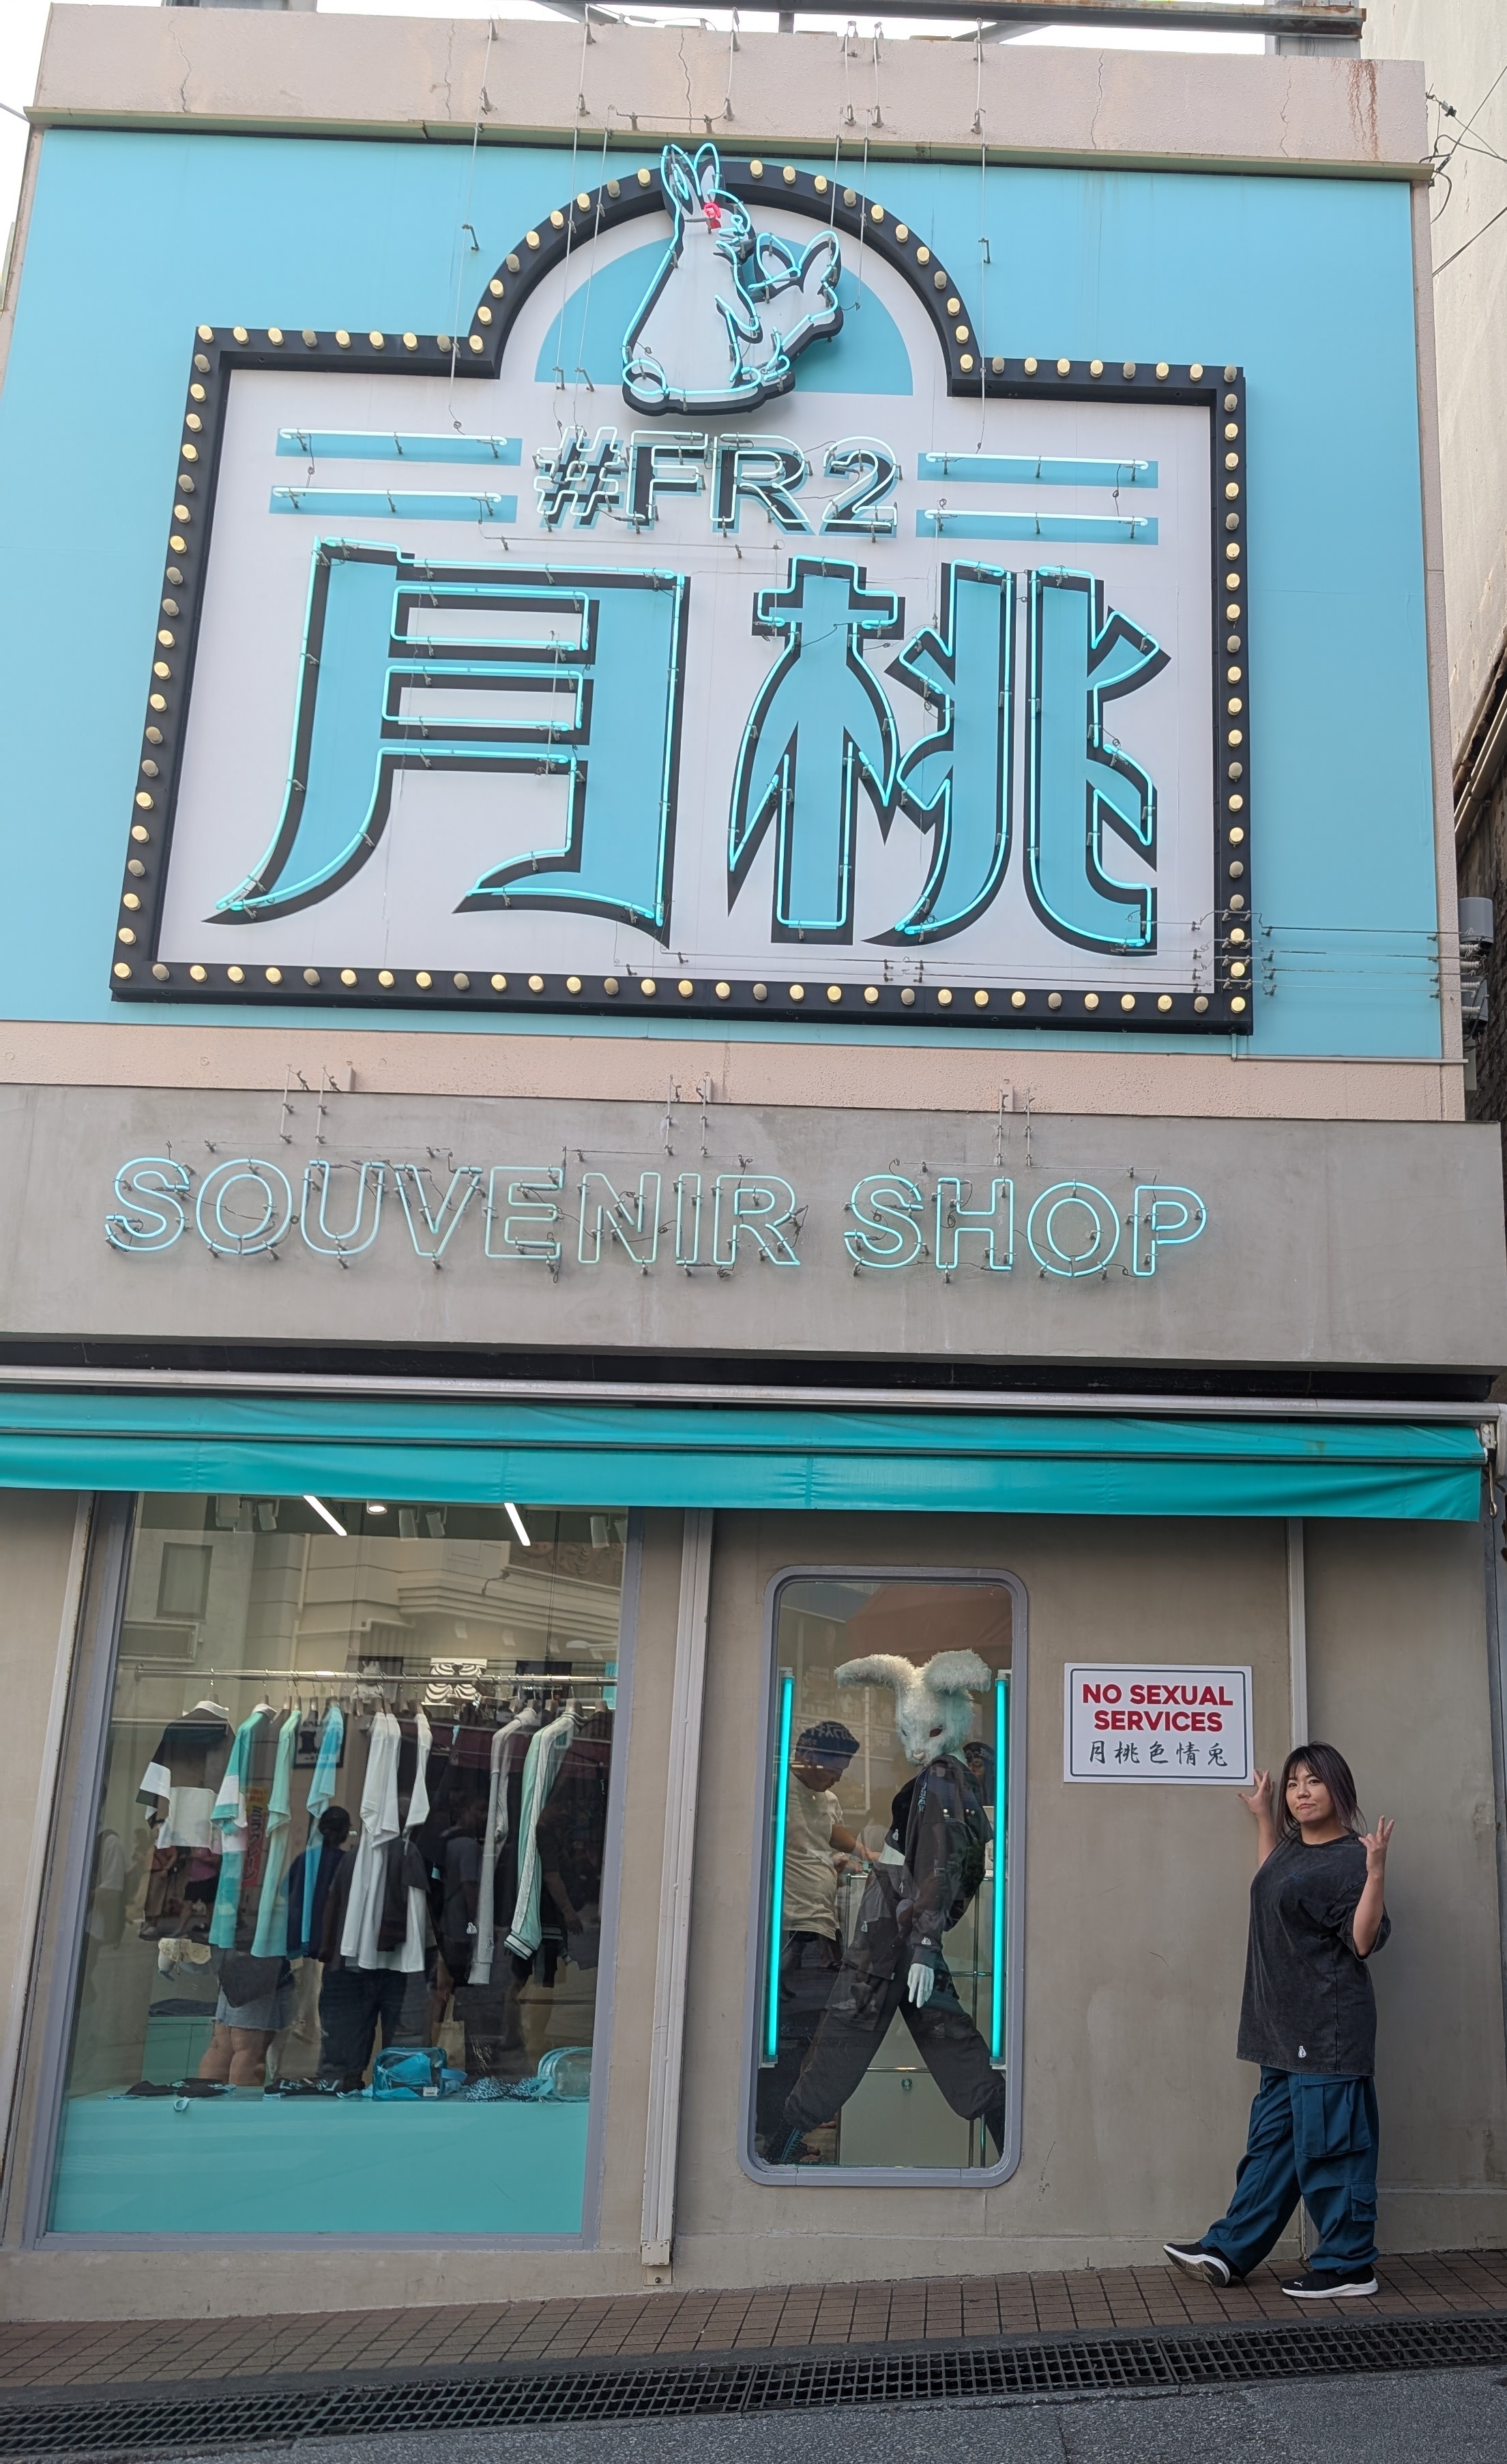 #FR2
月桃
SOUVENIR SHOP
NO SEXUAL
SERVICES
月桃色情兎